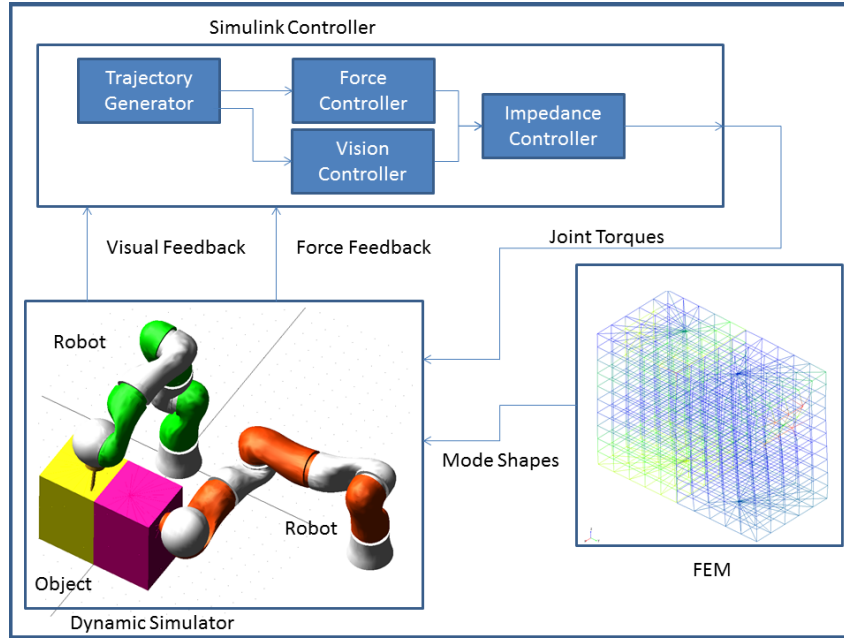 Simulink Controller
Trajectory
Generator
Force
Controller
Vision
Controller
Impedance
Controller
Visual Feedback
Force Feedback
Joint Torques
Robot
Robot
Object
Mode Shapes
FEM
Dynamic Simulator